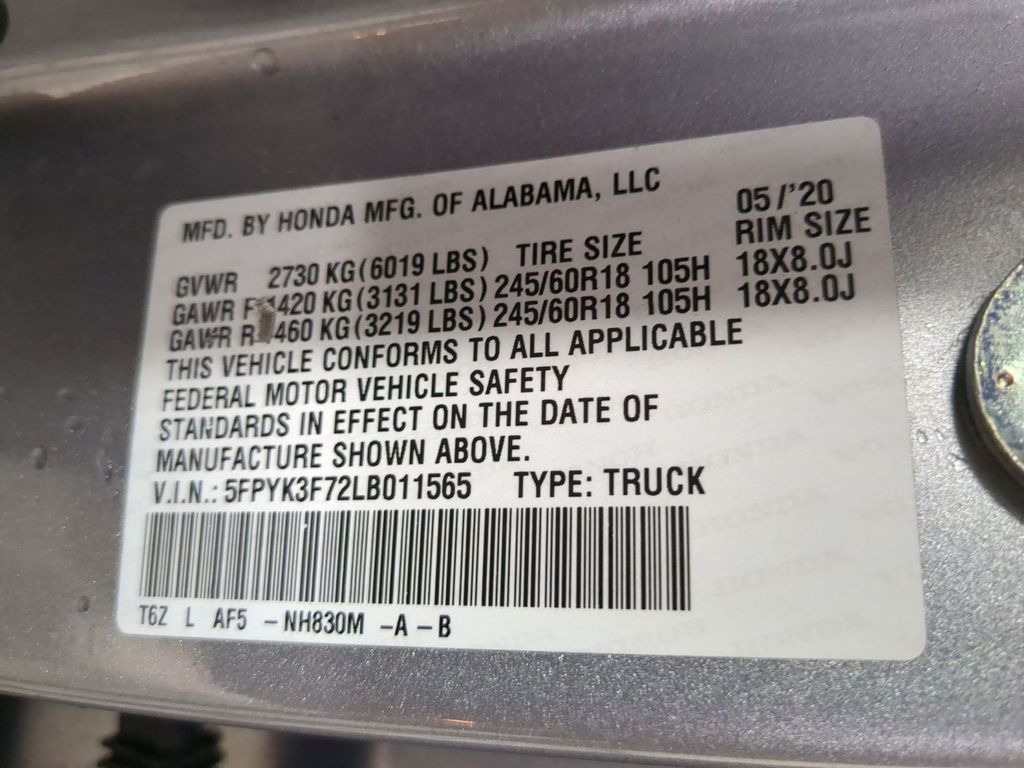 MFD. BY HONDA MFG. OF ALABAMA, LLC 05/'20
GVWR 2730 KG(6019 LBS) TIRE SIZE RIM SIZE
GAWR F 1420 KG(3131 LBS) 245/60R18 105H 18X8.0J
GAWR R 460 KG(3219 LBS) 245/60R18 105H 18X8.0J
THIS VEHICLE CONFORMS TO ALL APPLICABLE
FEDERAL MOTOR VEHICLE SAFETY
STANDARDS IN EFFECT ON THE DATE OF
MANUFACTURE SHOWN ABOVE.
V.I.N.: 5FPYK3F72LB011565 TYPE: TRUCK
T6Z L AF5 -NH830M -A -B